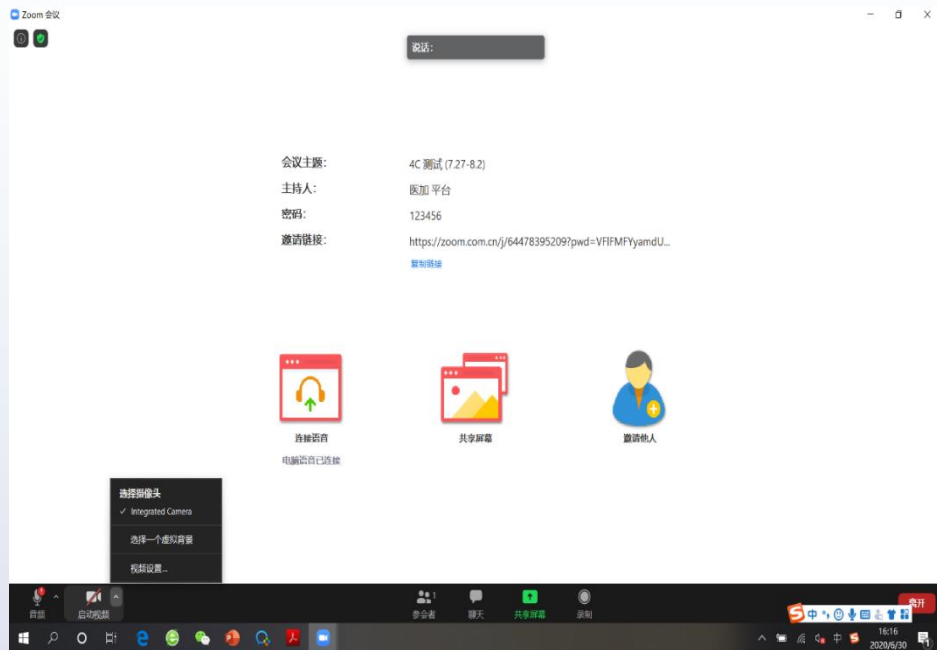 Zoom 会议
说话:
会议主题:
4C 测试 (7.27-8.2)
主持人:
医加 平台
密码:
123456
邀请链接:
https://zoom.com.cn/j/64478395209?pwd=VFlFMFYyamdU...
复制链接
连接语音
共享屏幕
邀请他人
电脑语音已连接
选择摄像头
✓ Integrated Camera
选择一个虚拟背景
视频设置...
音频
启动视频
1
参会者
聊天
共享屏幕
录制
离开
中
中
16:16
2020/6/30
1